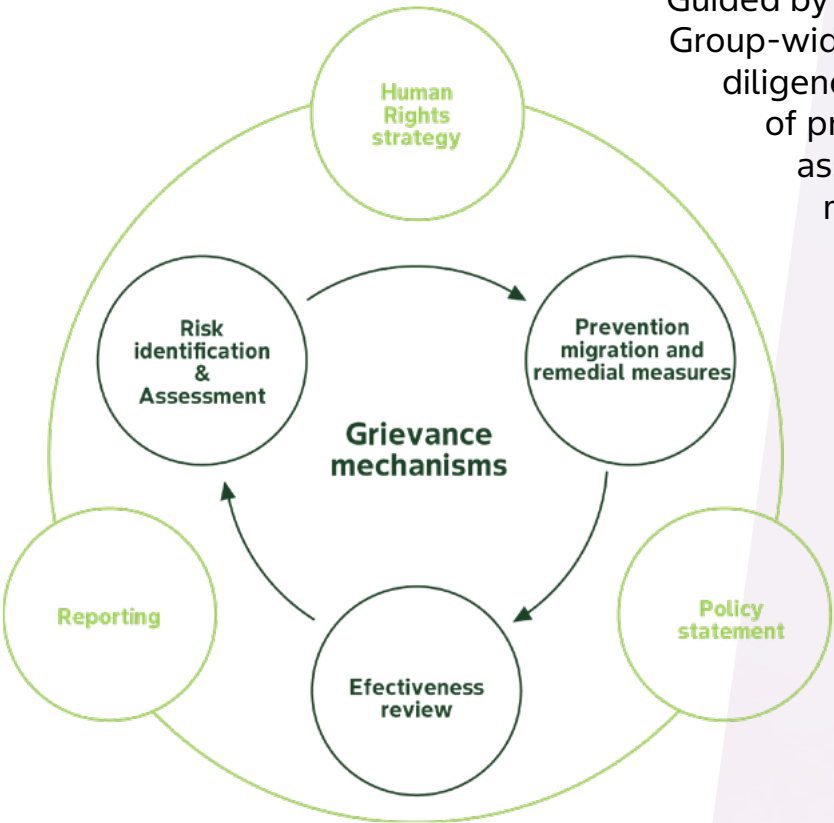 Guided by
Group-wid
diligenc
of pr
as
Human
Rights
strategy
Risk
identification
&
Assessment
Prevention
migration and
remedial measures
Grievance
mechanisms
Reporting
Policy
statement
Efectiveness
review